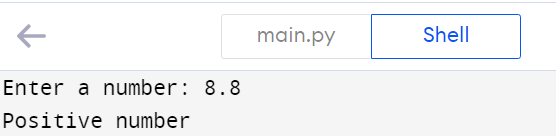 main.py Shell
Enter a number: 8.8
Positive number